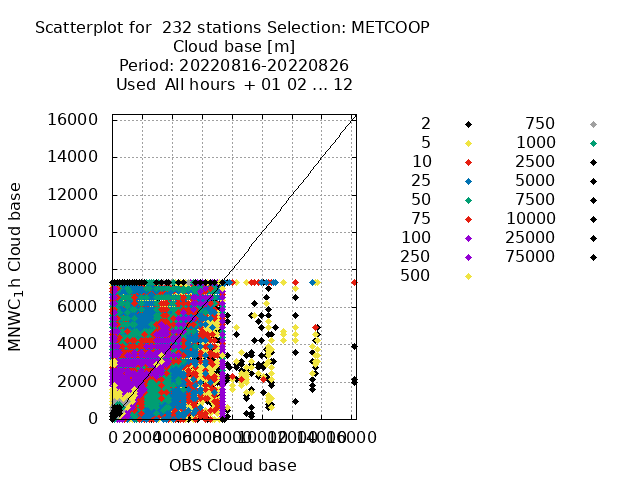 Scatterplot for 232 stations Selection: METCOOP
Cloud base [m]
Period: 20220816-20220826
Used All hours + 01 02 ... 12
16000
14000
12000
10000
8000
6000
4000
2000
0
MNWC_1h Cloud base
0 2000 4000 6000 8000 10000 12000 14000 16000
OBS Cloud base
2 750
5 1000
10 2500
25 5000
50 7500
75 10000
100 25000
250 75000
500